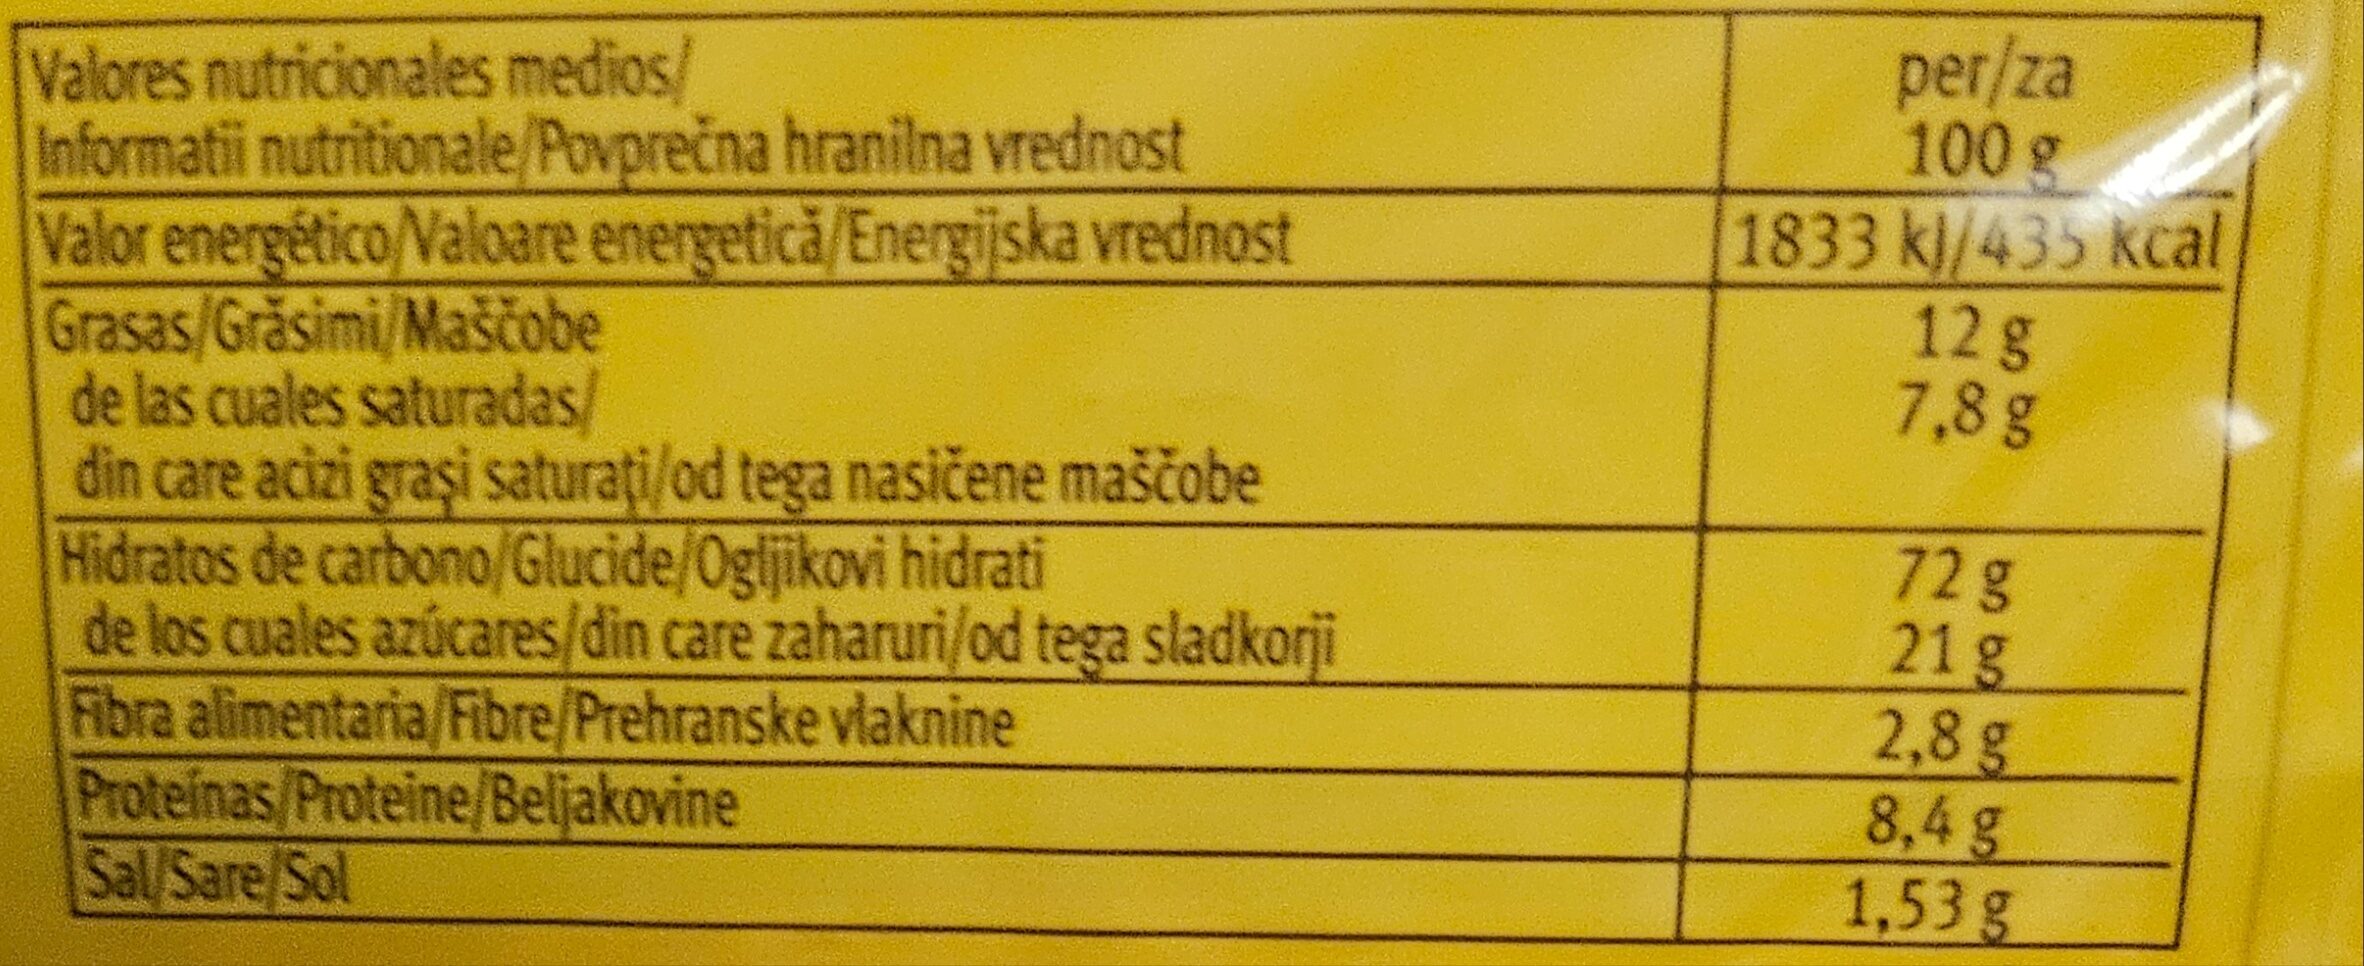 Valores nutricionales medios/ per/za
Informatii nutritionale/Povprečna hranilna vrednost 100 g
Valor energético/Valoare energetică/Energijska vrednost 1833 kJ/435 kcal
Grasas/Grăsimi/Maščobe 12 g
de las cuales saturadas/ 7,8 g
din care acizi grași saturați/od tega nasičene maščobe
Hidratos de carbono/Glucide/Ogljikovi hidrati 72 g
de los cuales azúcares/din care zaharuri/od tega sladkorji 21 g
Fibra alimentaria/Fibre/Prehranske vlaknine 2,8 g
Proteínas/Proteine/Beljakovine 8,4 g
Sal/Sare/Sol 1,53 g